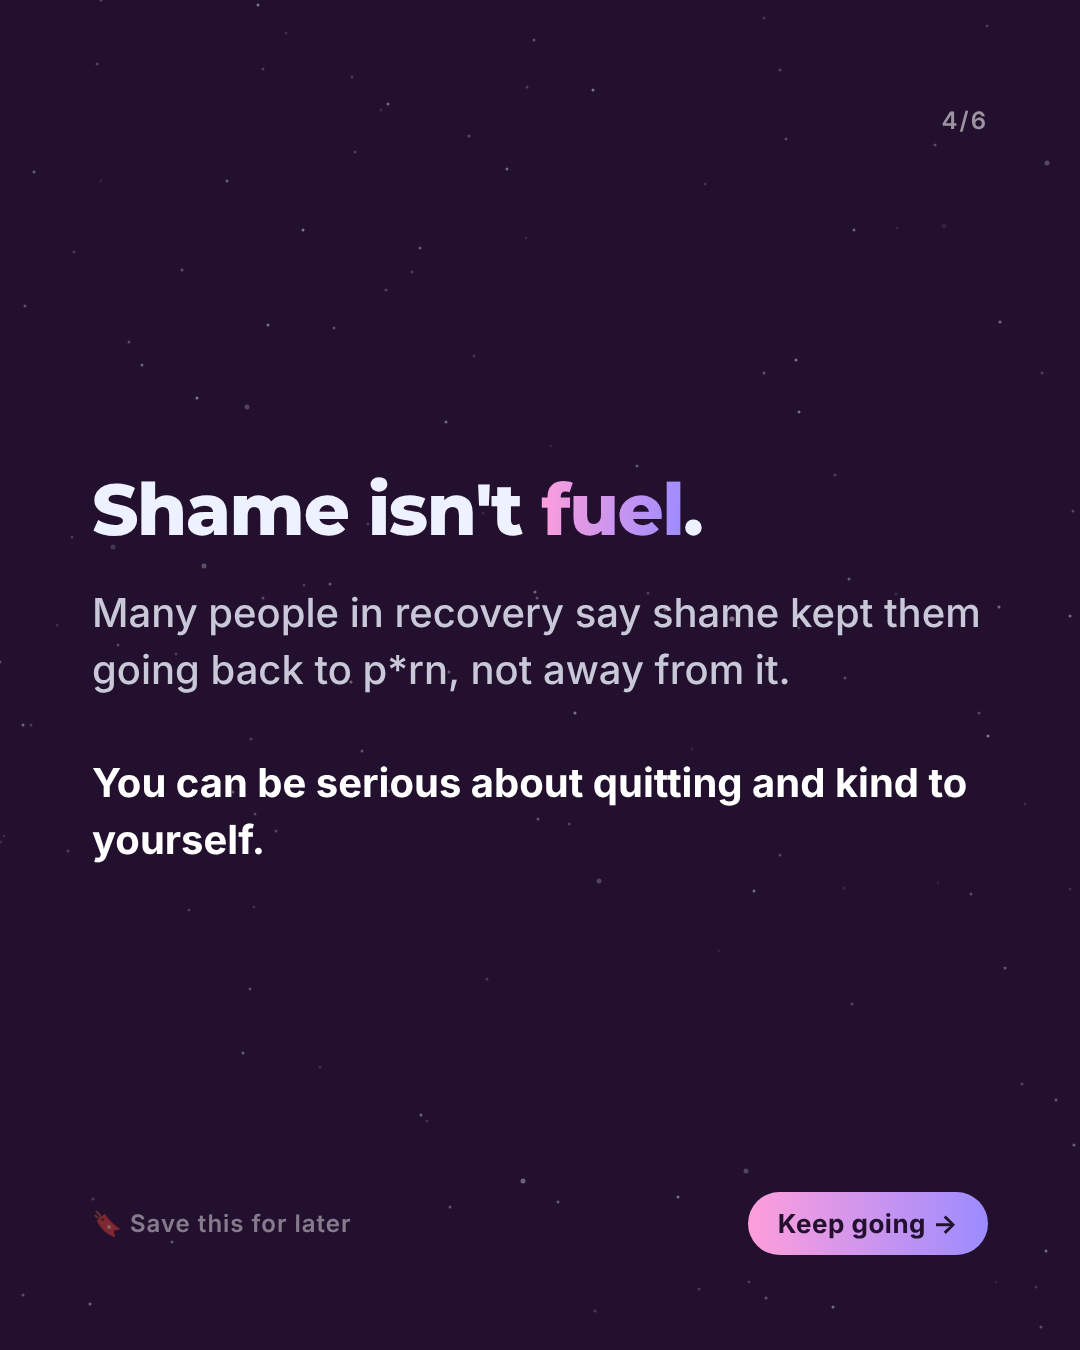 4/6
Shame isn't fuel.
Many people in recovery say shame kept them
going back to p*rn, not away from it.
You can be serious about quitting and kind to
yourself.
🔖 Save this for later
Keep going →